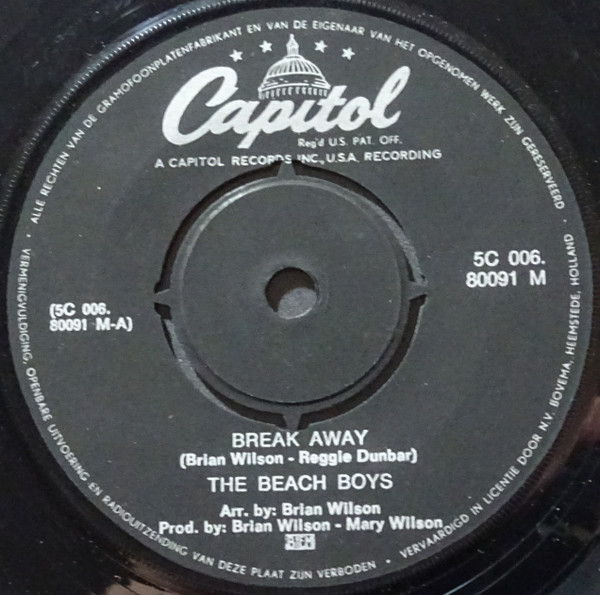 ALLE RECHTEN VAN DE GRAMOFOONPLATENFABRIKANT EN VAN DE EIGENAAR VAN HET OPGENOMEN WERK ZIJN GERESERVEERD ·
Capitol
Reg'd U.S. PAT. OFF.
A CAPITOL RECORDS INC., U.S.A. RECORDING
5C 006.
80091 M
(5C 006.
80091 M-A)
BREAK AWAY
(Brian Wilson - Reggie Dunbar)
THE BEACH BOYS
Arr. by: Brian Wilson
Prod. by: Brian Wilson - Mary Wilson
BIEM
VERMENIGVULDIGING, OPENBARE UITVOERING EN RADIOUITZENDING VAN DEZE PLAAT ZIJN VERBODEN · VERVAARDIGD IN LICENTIE DOOR N.V. BOVEMA, HEEMSTEDE, HOLLAND